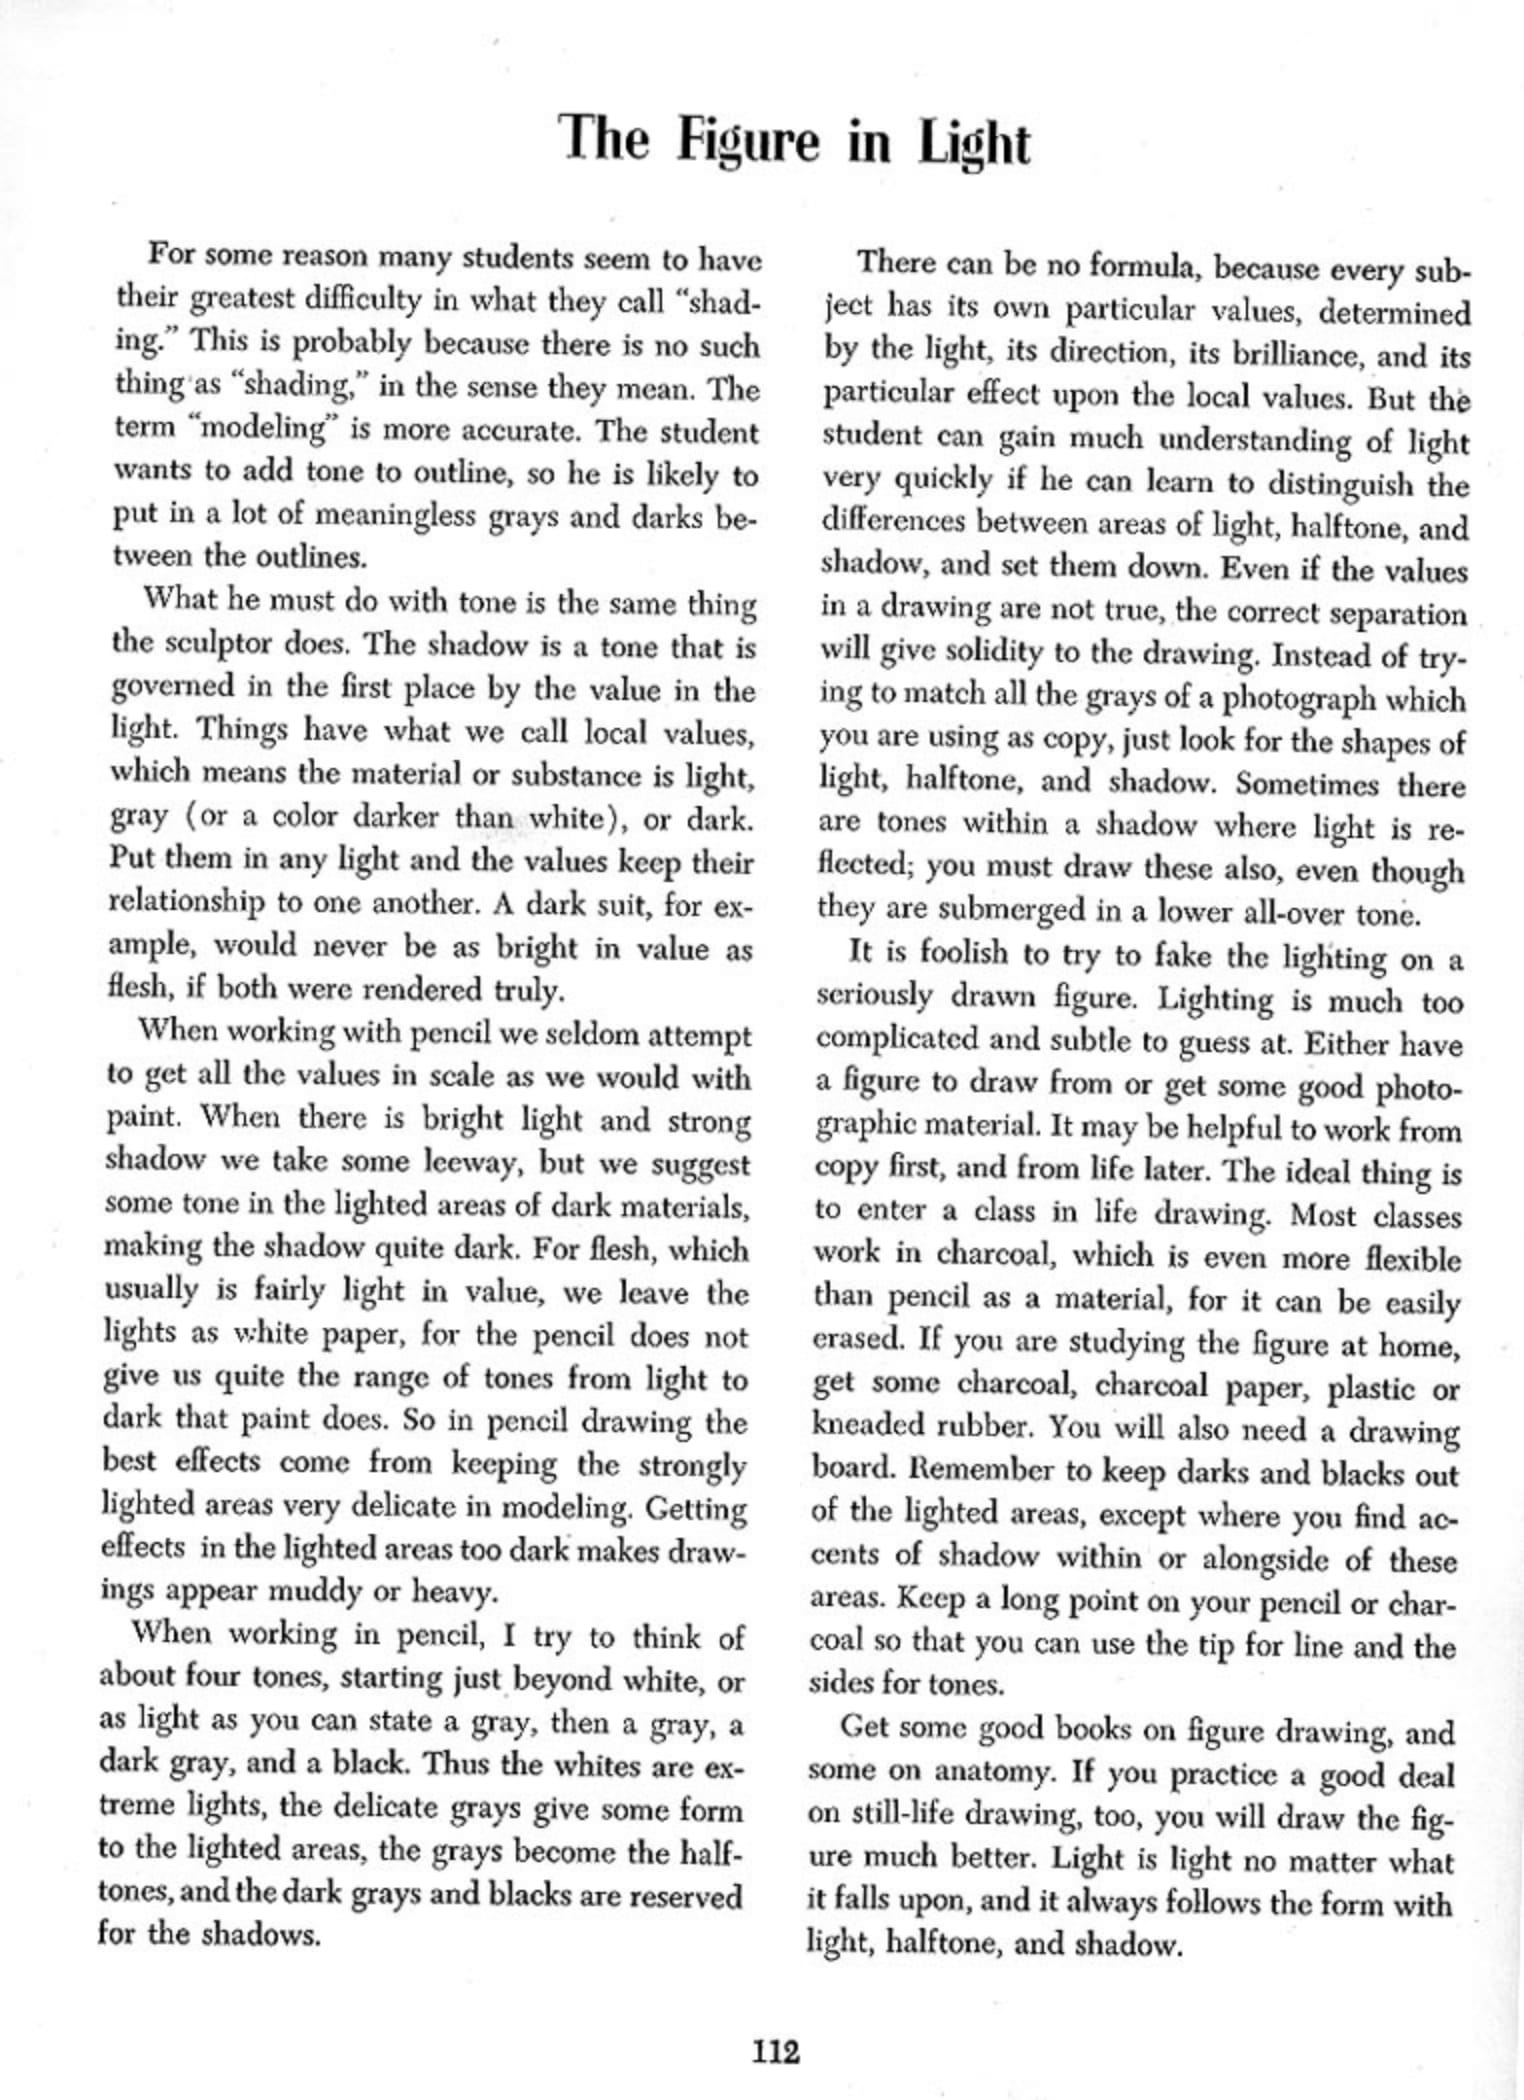 The Figure in Light
For some reason many students seem to have
their greatest difficulty in what they call “shad-
ing.” This is probably because there is no such
thing as “shading,” in the sense they mean. The
term “modeling” is more accurate. The student
wants to add tone to outline, so he is likely to
put in a lot of meaningless grays and darks be-
tween the outlines.
What he must do with tone is the same thing
the sculptor does. The shadow is a tone that is
governed in the first place by the value in the
light. Things have what we call local values,
which means the material or substance is light,
gray (or a color darker than white), or dark.
Put them in any light and the values keep their
relationship to one another. A dark suit, for ex-
ample, would never be as bright in value as
flesh, if both were rendered truly.
When working with pencil we seldom attempt
to get all the values in scale as we would with
paint. When there is bright light and strong
shadow we take some leeway, but we suggest
some tone in the lighted areas of dark materials,
making the shadow quite dark. For flesh, which
usually is fairly light in value, we leave the
lights as white paper, for the pencil does not
give us quite the range of tones from light to
dark that paint does. So in pencil drawing the
best effects come from keeping the strongly
lighted areas very delicate in modeling. Getting
effects in the lighted areas too dark makes draw-
ings appear muddy or heavy.
When working in pencil, I try to think of
about four tones, starting just beyond white, or
as light as you can state a gray, then a gray, a
dark gray, and a black. Thus the whites are ex-
treme lights, the delicate grays give some form
to the lighted areas, the grays become the half-
tones, and the dark grays and blacks are reserved
for the shadows.
There can be no formula, because every sub-
ject has its own particular values, determined
by the light, its direction, its brilliance, and its
particular effect upon the local values. But the
student can gain much understanding of light
very quickly if he can learn to distinguish the
differences between areas of light, halftone, and
shadow, and set them down. Even if the values
in a drawing are not true, the correct separation
will give solidity to the drawing. Instead of try-
ing to match all the grays of a photograph which
you are using as copy, just look for the shapes of
light, halftone, and shadow. Sometimes there
are tones within a shadow where light is re-
flected; you must draw these also, even though
they are submerged in a lower all-over tone.
It is foolish to try to fake the lighting on a
seriously drawn figure. Lighting is much too
complicated and subtle to guess at. Either have
a figure to draw from or get some good photo-
graphic material. It may be helpful to work from
copy first, and from life later. The ideal thing is
to enter a class in life drawing. Most classes
work in charcoal, which is even more flexible
than pencil as a material, for it can be easily
erased. If you are studying the figure at home,
get some charcoal, charcoal paper, plastic or
kneaded rubber. You will also need a drawing
board. Remember to keep darks and blacks out
of the lighted areas, except where you find ac-
cents of shadow within or alongside of these
areas. Keep a long point on your pencil or char-
coal so that you can use the tip for line and the
sides for tones.
Get some good books on figure drawing, and
some on anatomy. If you practice a good deal
on still-life drawing, too, you will draw the fig-
ure much better. Light is light no matter what
it falls upon, and it always follows the form with
light, halftone, and shadow.
112